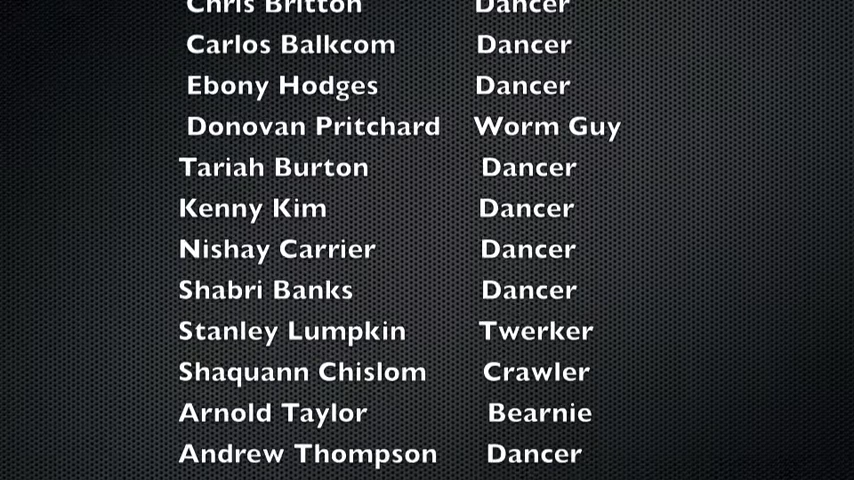 Chris Britton Dancer
Carlos Balkcom Dancer
Ebony Hodges Dancer
Donovan Pritchard Worm Guy
Tariah Burton Dancer
Kenny Kim Dancer
Nishay Carrier Dancer
Shabri Banks Dancer
Stanley Lumpkin Twerker
Shaquann Chislom Crawler
Arnold Taylor Bearnie
Andrew Thompson Dancer